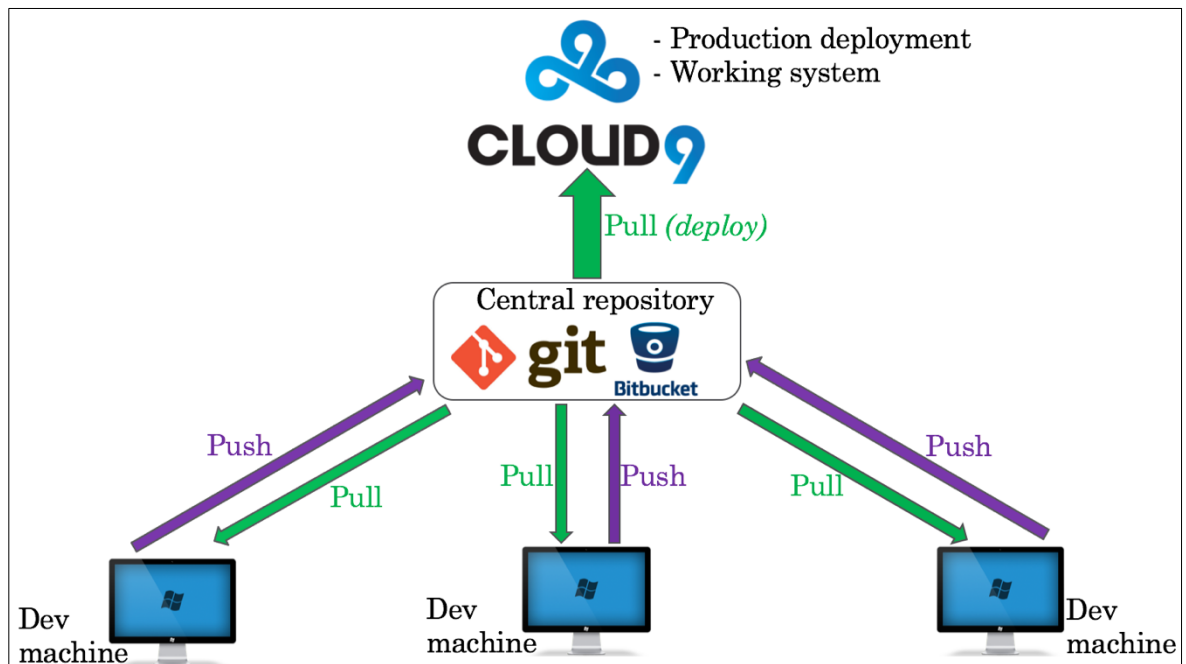 - Production deployment
- Working system
CLOUD9
Pull (deploy)
Central repository
git
Bitbucket
Push
Pull
Pull
Push
Pull
Push
Dev
machine
Dev
machine
Dev
machine